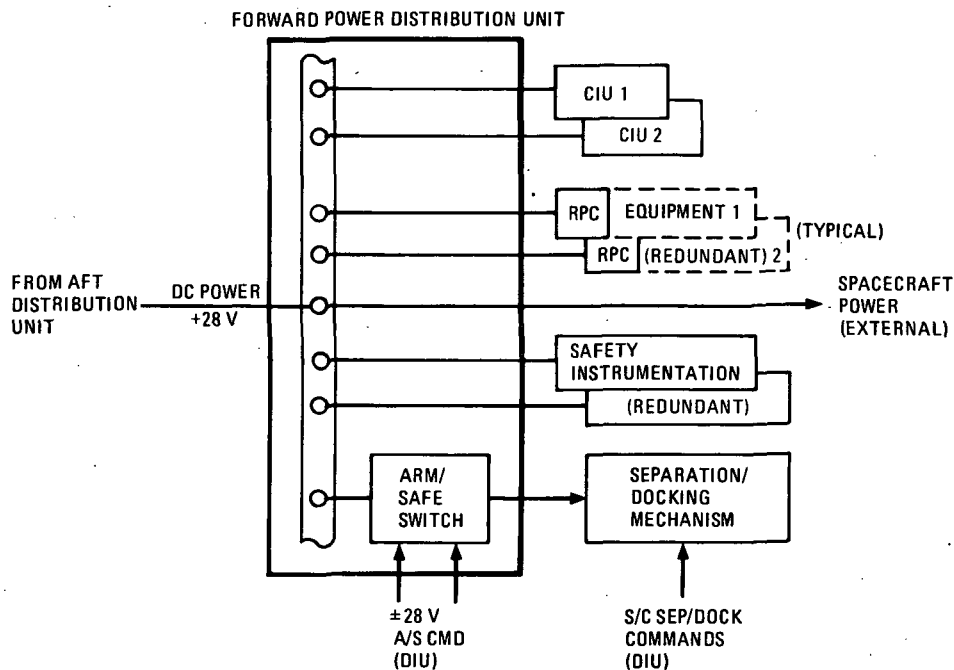 FORWARD POWER DISTRIBUTION UNIT
CIU 1
CIU 2
RPC
EQUIPMENT 1
RPC
(REDUNDANT) 2
(TYPICAL)
FROM AFT
DISTRIBUTION
UNIT
DC POWER
+28 V
SPACECRAFT
POWER
(EXTERNAL)
SAFETY
INSTRUMENTATION
(REDUNDANT)
ARM/
SAFE
SWITCH
SEPARATION/
DOCKING
MECHANISM
±28 V
A/S CMD
(DIU)
S/C SEP/DOCK
COMMANDS
(DIU)